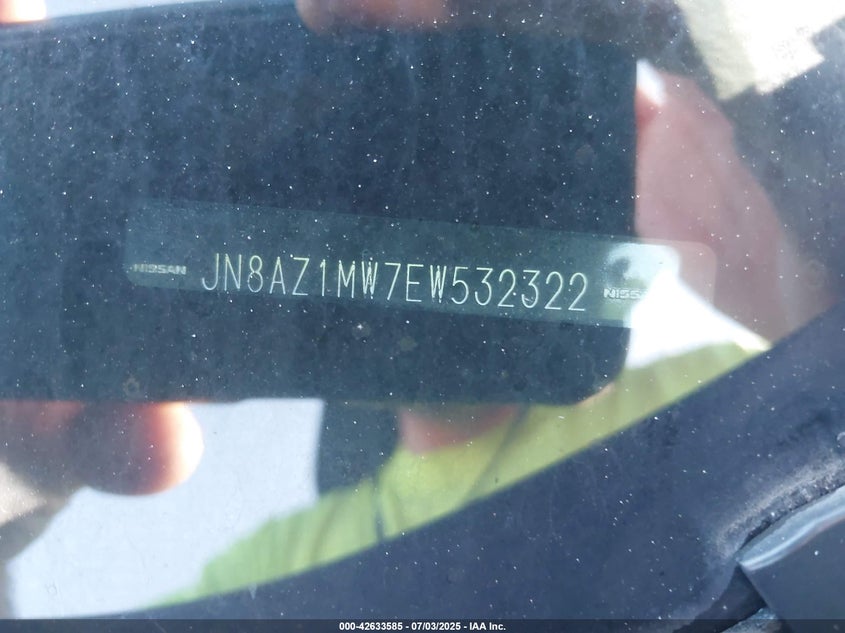 NISSAN JN8AZ1MW7EW532322
000-42633585 - 07/03/2025 - IAA Inc.